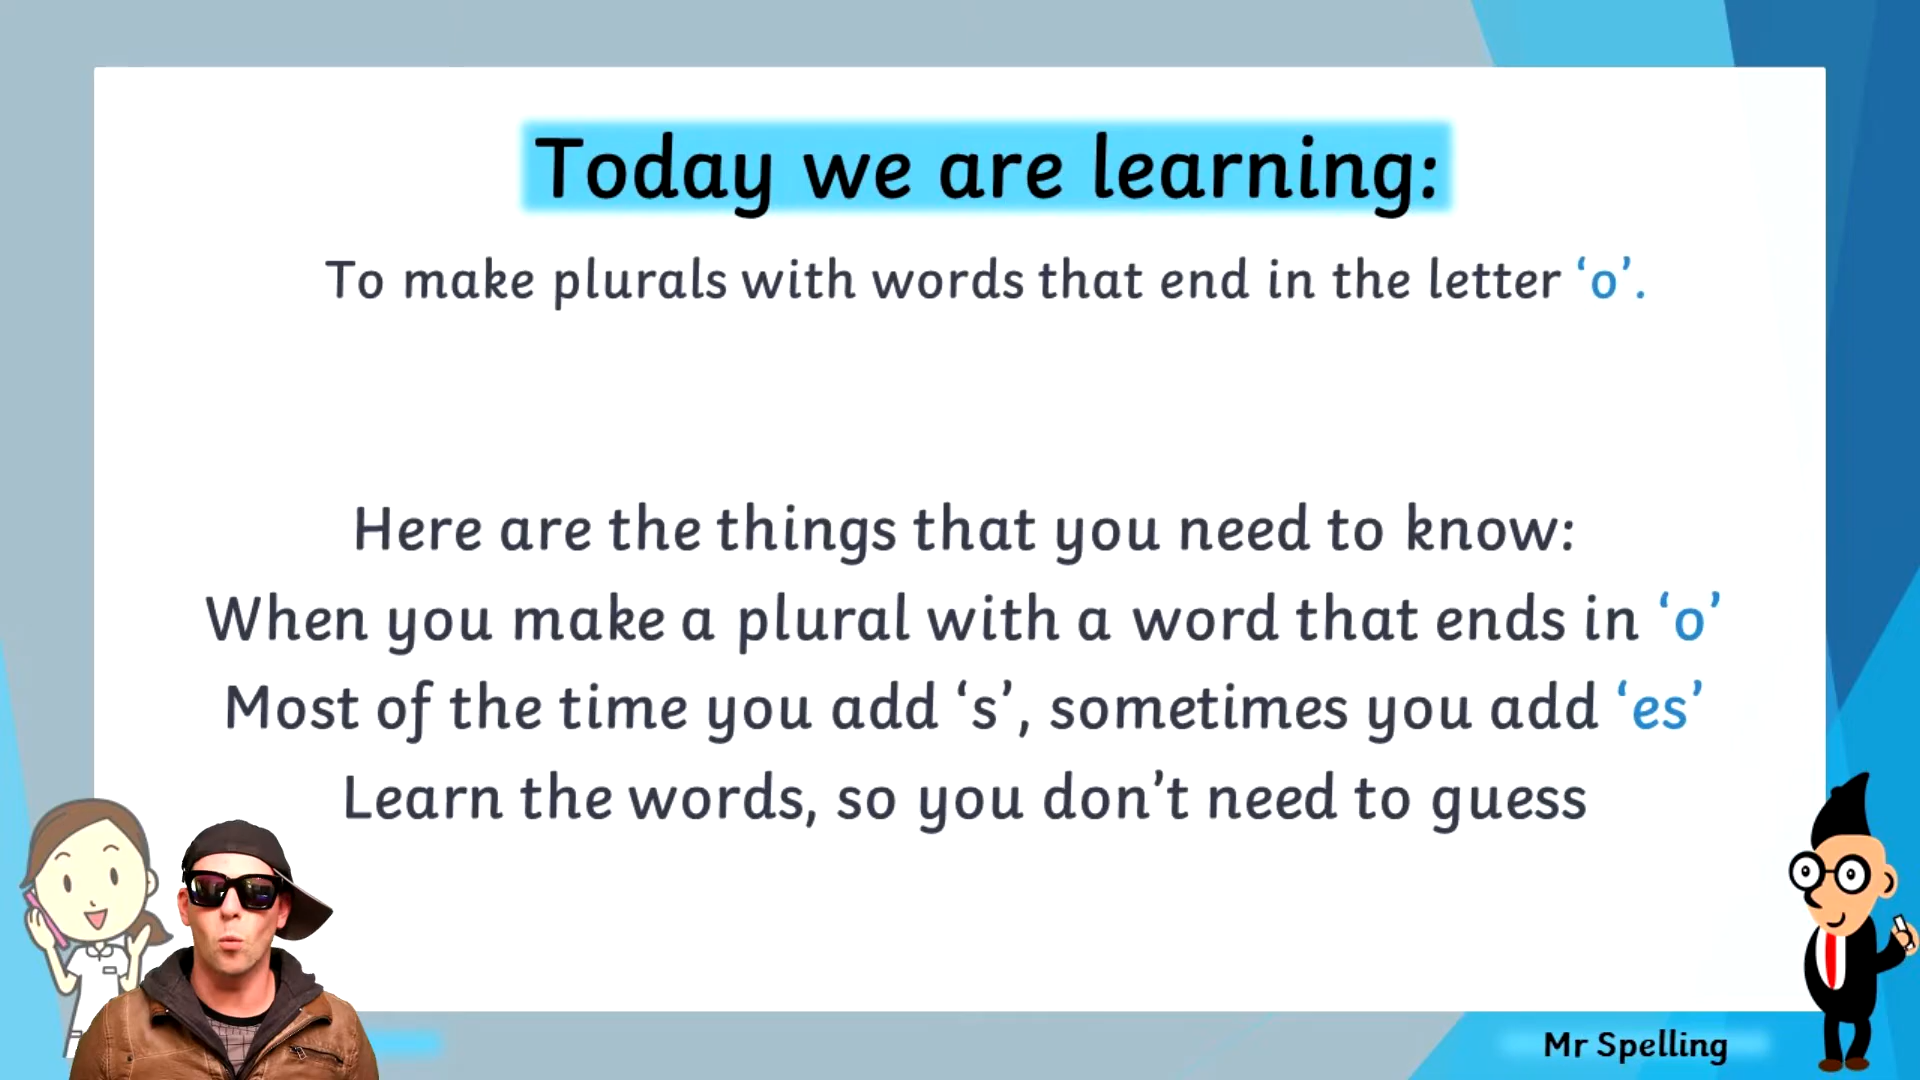 Today we are learning:
To make plurals with words that end in the letter ‘o’.
Here are the things that you need to know:
When you make a plural with a word that ends in ‘o’
Most of the time you add ‘s’, sometimes you add ‘es’
Learn the words, so you don’t need to guess
Mr Spelling